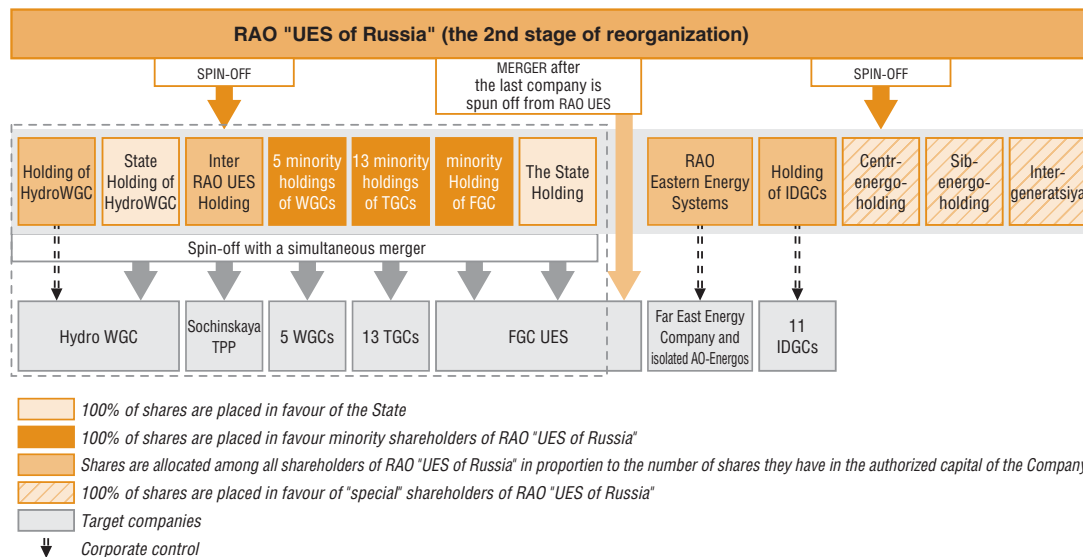 RAO "UES of Russia" (the 2nd stage of reorganization)
SPIN-OFF
MERGER after
the last company is
spun off from RAO UES
SPIN-OFF
Holding of
HydroWGC
State
Holding of
HydroWGC
Inter
RAO UES
Holding
5 minority
holdings
of WGCs
13 minority
holdings
of TGCs
minority
Holding
of FGC
The State
Holding
RAO
Eastern Energy
Systems
Holding
of IDGCs
Centr-
energo-
holding
Sib-
energo-
holding
Inter-
generatsiya
Spin-off with a simultaneous merger
Hydro WGC
Sochinskaya
TPP
5 WGCs
13 TGCs
FGC UES
Far East Energy
Company and
isolated AO-Energos
11
IDGCs
100% of shares are placed in favour of the State
100% of shares are placed in favour minority shareholders of RAO "UES of Russia"
Shares are allocated among all shareholders of RAO "UES of Russia" in proportien to the number of shares they have in the authorized capital of the Company
100% of shares are placed in favour of "special" shareholders of RAO "UES of Russia"
Target companies
Corporate control